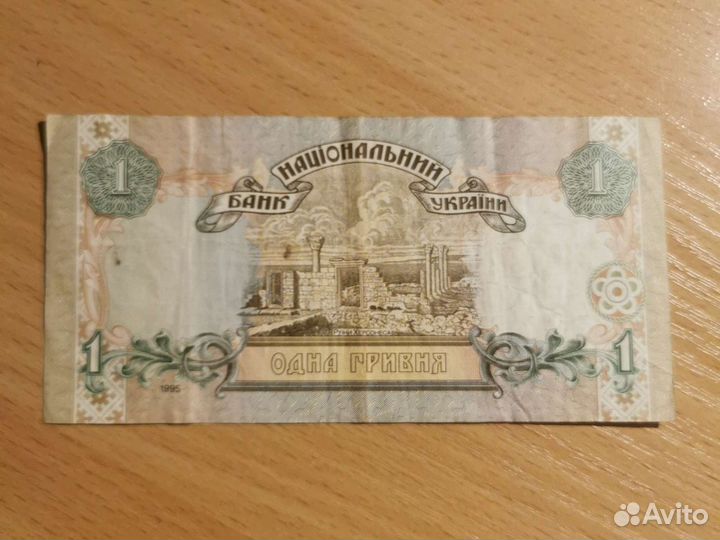 НАЦІОНАЛЬНИЙ
БАНК УКРАЇНИ
1 1
РУЇНИ ХЕРСОНЕСА
1 ОДНА ГРИВНЯ 1
1995
Avito